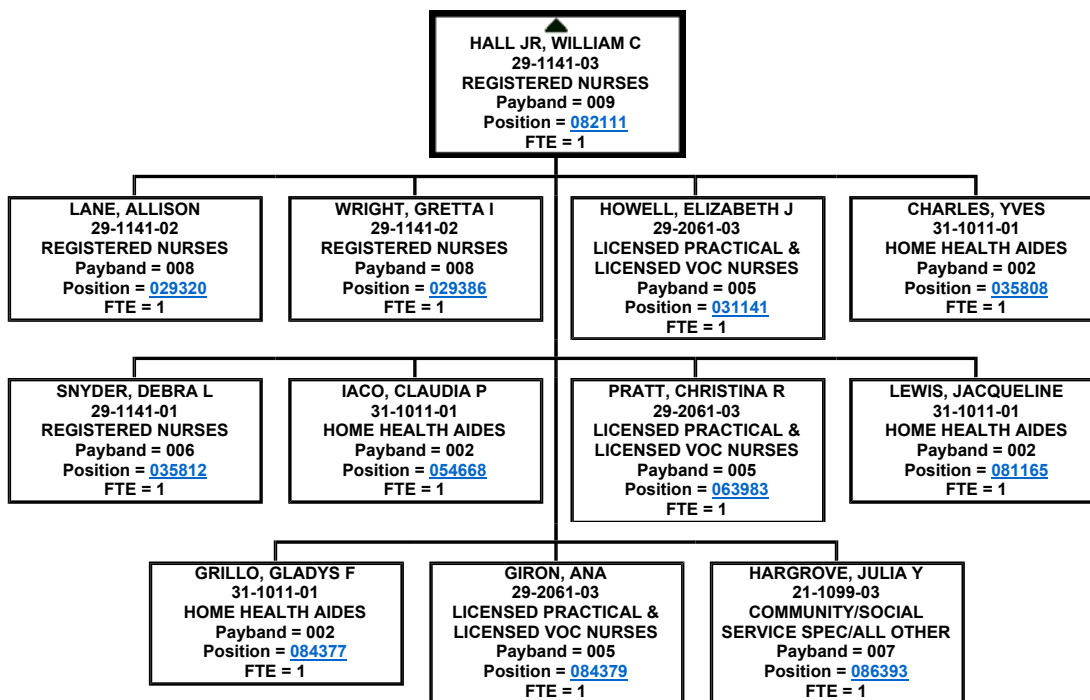 HALL JR, WILLIAM C
29-1141-03
REGISTERED NURSES
Payband = 009
Position = 082111
FTE = 1
LANE, ALLISON
29-1141-02
REGISTERED NURSES
Payband = 008
Position = 029320
FTE = 1
WRIGHT, GRETTA I
29-1141-02
REGISTERED NURSES
Payband = 008
Position = 029386
FTE = 1
HOWELL, ELIZABETH J
29-2061-03
LICENSED PRACTICAL &
LICENSED VOC NURSES
Payband = 005
Position = 031141
FTE = 1
CHARLES, YVES
31-1011-01
HOME HEALTH AIDES
Payband = 002
Position = 035808
FTE = 1
SNYDER, DEBRA L
29-1141-01
REGISTERED NURSES
Payband = 006
Position = 035812
FTE = 1
IACO, CLAUDIA P
31-1011-01
HOME HEALTH AIDES
Payband = 002
Position = 054668
FTE = 1
PRATT, CHRISTINA R
29-2061-03
LICENSED PRACTICAL &
LICENSED VOC NURSES
Payband = 005
Position = 063983
FTE = 1
LEWIS, JACQUELINE
31-1011-01
HOME HEALTH AIDES
Payband = 002
Position = 081165
FTE = 1
GRILLO, GLADYS F
31-1011-01
HOME HEALTH AIDES
Payband = 002
Position = 084377
FTE = 1
GIRON, ANA
29-2061-03
LICENSED PRACTICAL &
LICENSED VOC NURSES
Payband = 005
Position = 084379
FTE = 1
HARGROVE, JULIA Y
21-1099-03
COMMUNITY/SOCIAL
SERVICE SPEC/ALL OTHER
Payband = 007
Position = 086393
FTE = 1